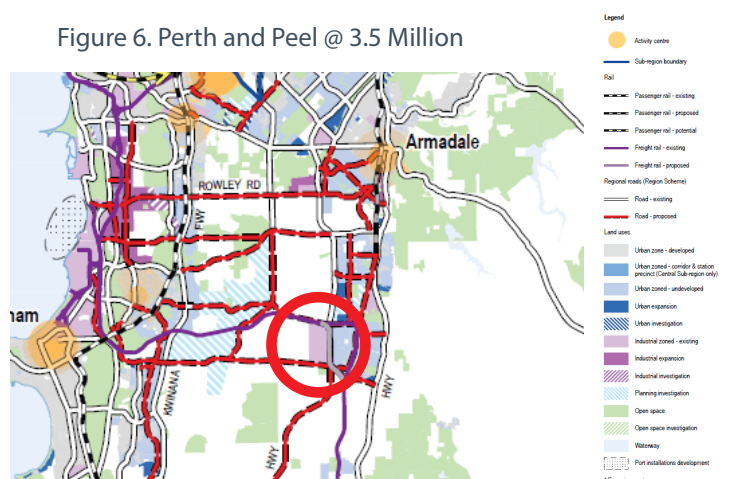 Figure 6. Perth and Peel @ 3.5 Million
Armadale
ROWLEY RD
FWY
ham
KWINANA
HWY
HWY
Legend
Activity centre
Sub-region boundary
Rail
Passenger rail - existing
Passenger rail - proposed
Passenger rail - potential
Freight rail - existing
Freight rail - proposed
Regional roads (Region Scheme)
Road - existing
Road - proposed
Land uses
Urban zone - developed
Urban zoned - corridor & station
precinct (Central Sub-region only)
Urban zoned - undeveloped
Urban expansion
Urban investigation
Industrial zoned - existing
Industrial expansion
Industrial investigation
Planning investigation
Open space
Open space investigation
Waterway
Port installations development